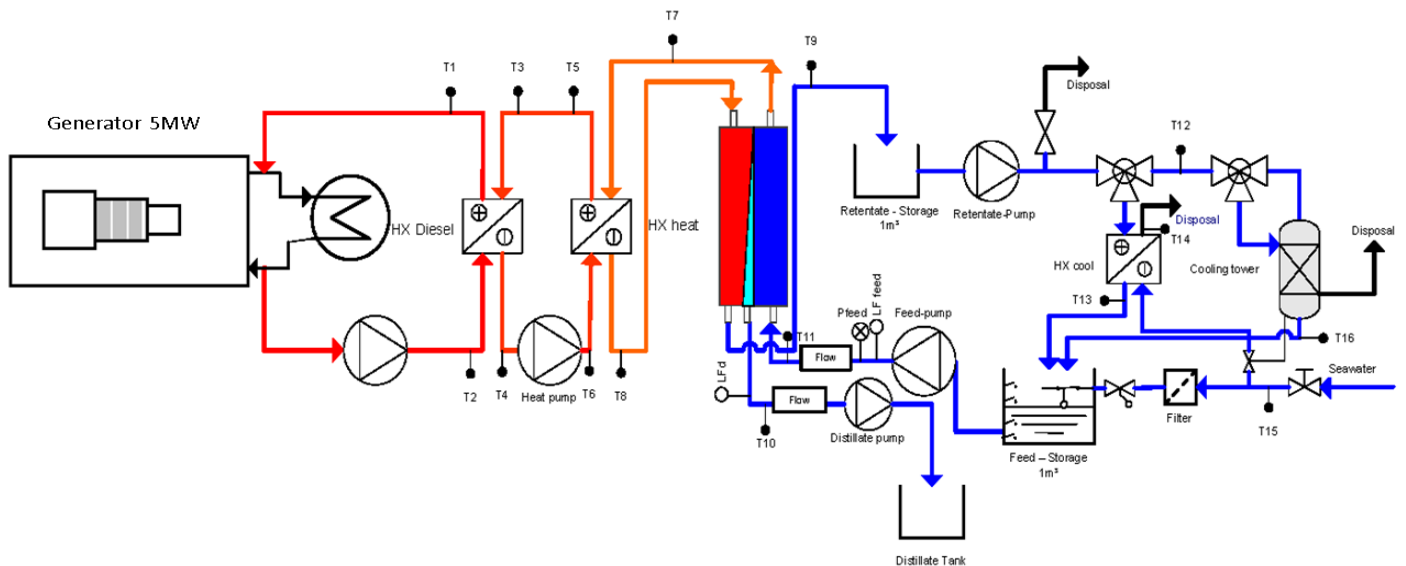 T7
T9
T1
T3
T5
Disposal
Generator 5MW
T12
HX Diesel
HX heat
Retentate - Storage
1m³
Retentate-Pump
Disposal
T14
HX cool
Cooling tower
Disposal
T13
Pfeed
LF feed
Feed-pump
T11
Flow
LFd
T2
T4
Heat pump
T6
T8
T16
Seawater
Flow
Distillate pump
T10
Filter
T15
Feed – Storage
1m³
Distillate Tank